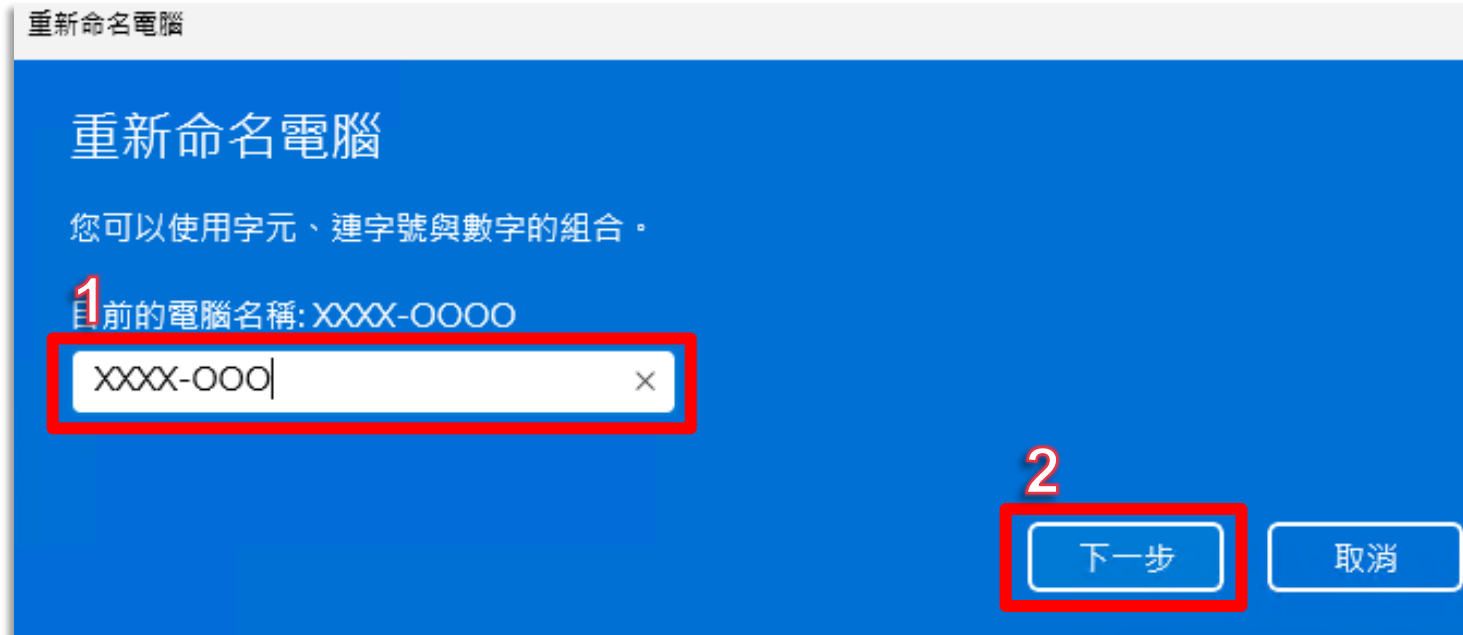 重新命名電腦
重新命名電腦
您可以使用字元、連字號與數字的組合。
1
目前的電腦名稱: XXXX-OOOO
XXXX-OOO
2
下一步
取消